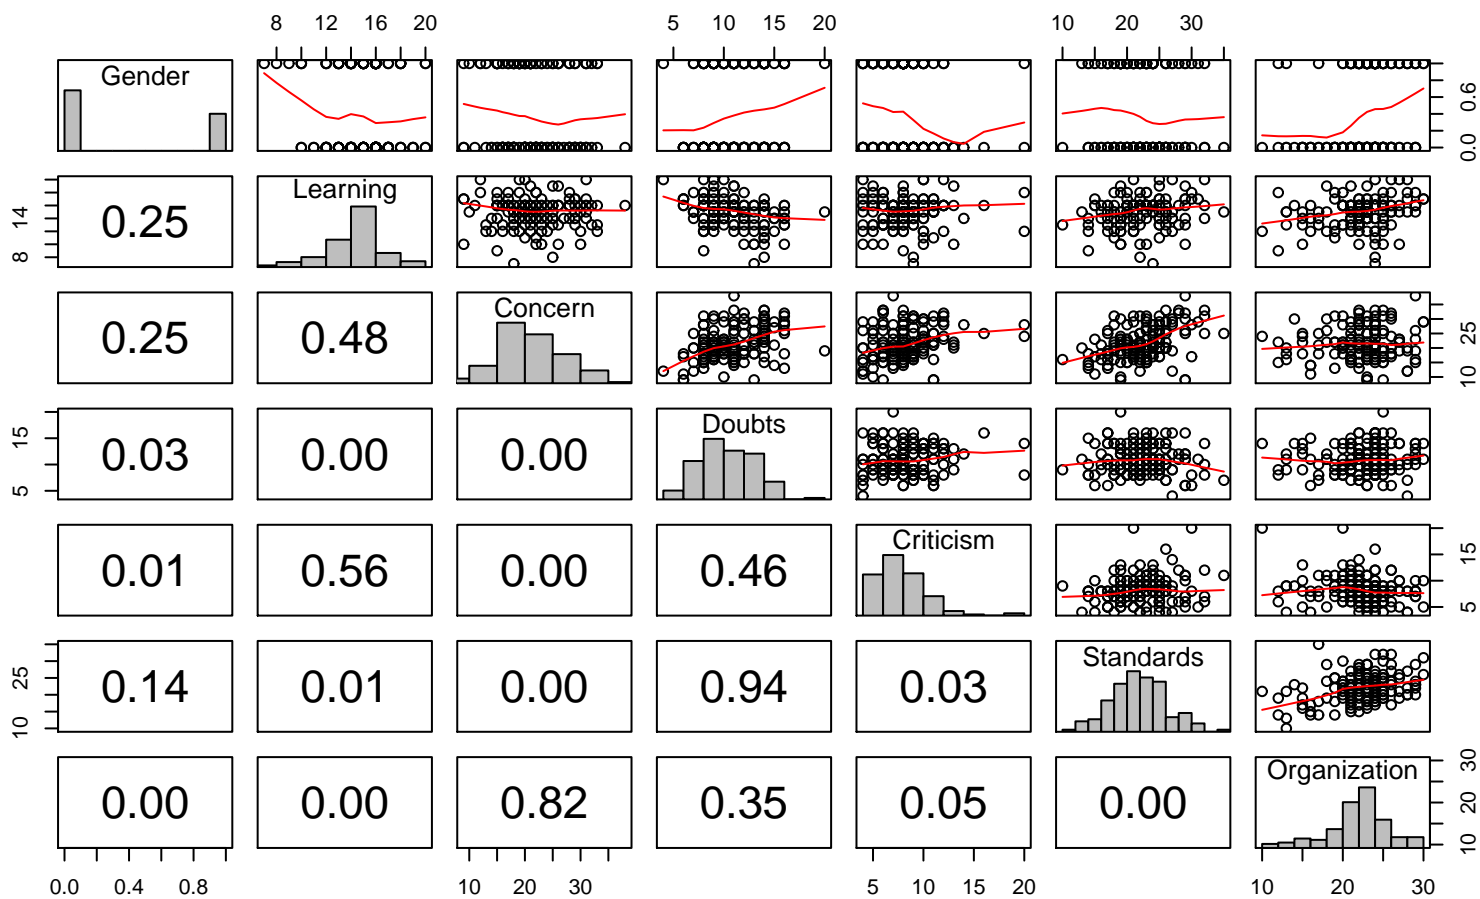 8 12 16 20 5 10 15 20 10 20 30
Gender
0.0 0.6
0.25 Learning
8 14
0.25 0.48 Concern
10 25
0.03 0.00 0.00 Doubts
5 15
0.01 0.56 0.00 0.46 Criticism
5 15
0.14 0.01 0.00 0.94 0.03 Standards
10 25
0.00 0.00 0.82 0.35 0.05 0.00 Organization
10 20 30
0.0 0.4 0.8 10 20 30 5 10 15 20 10 20 30